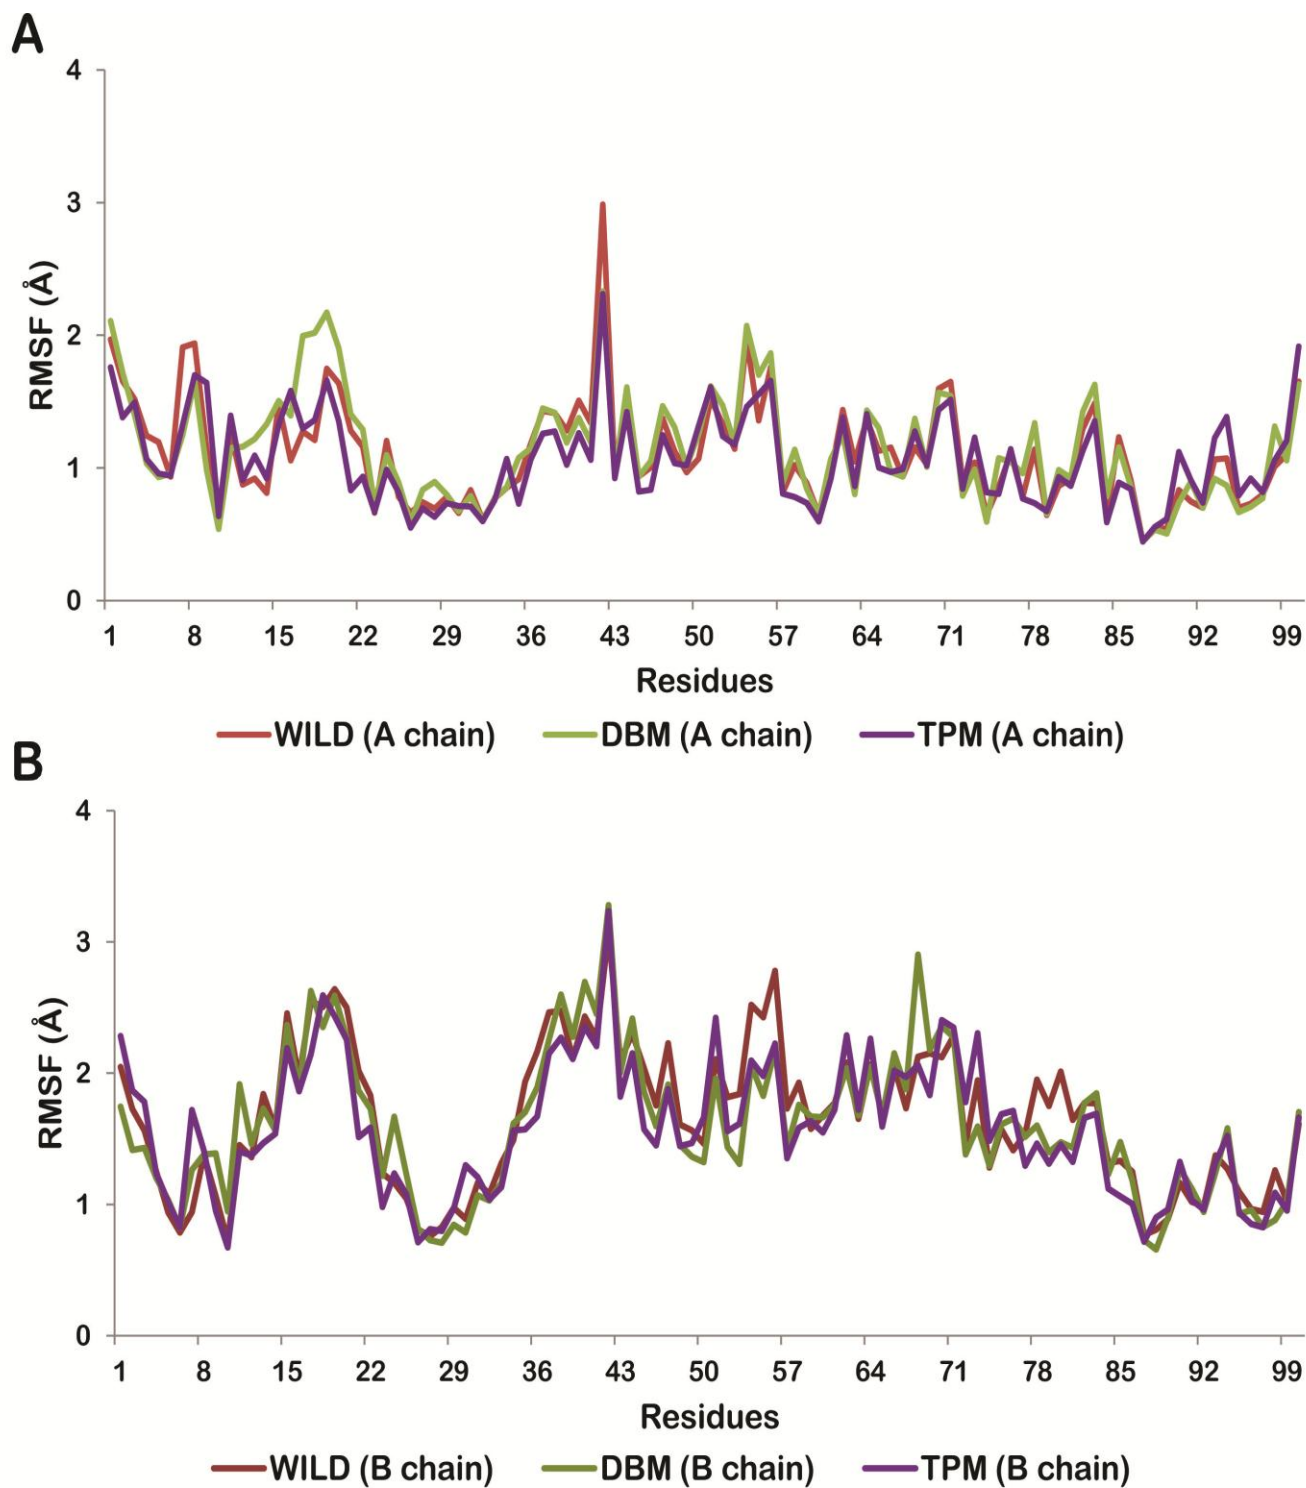 A
4
3
2
1
0
RMSF (Å)
1 8 15 22 29 36 43 50 57 64 71 78 85 92 99
Residues
WILD (A chain) DBM (A chain) TPM (A chain)
B
4
3
2
1
0
RMSF (Å)
1 8 15 22 29 36 43 50 57 64 71 78 85 92 99
Residues
WILD (B chain) DBM (B chain) TPM (B chain)